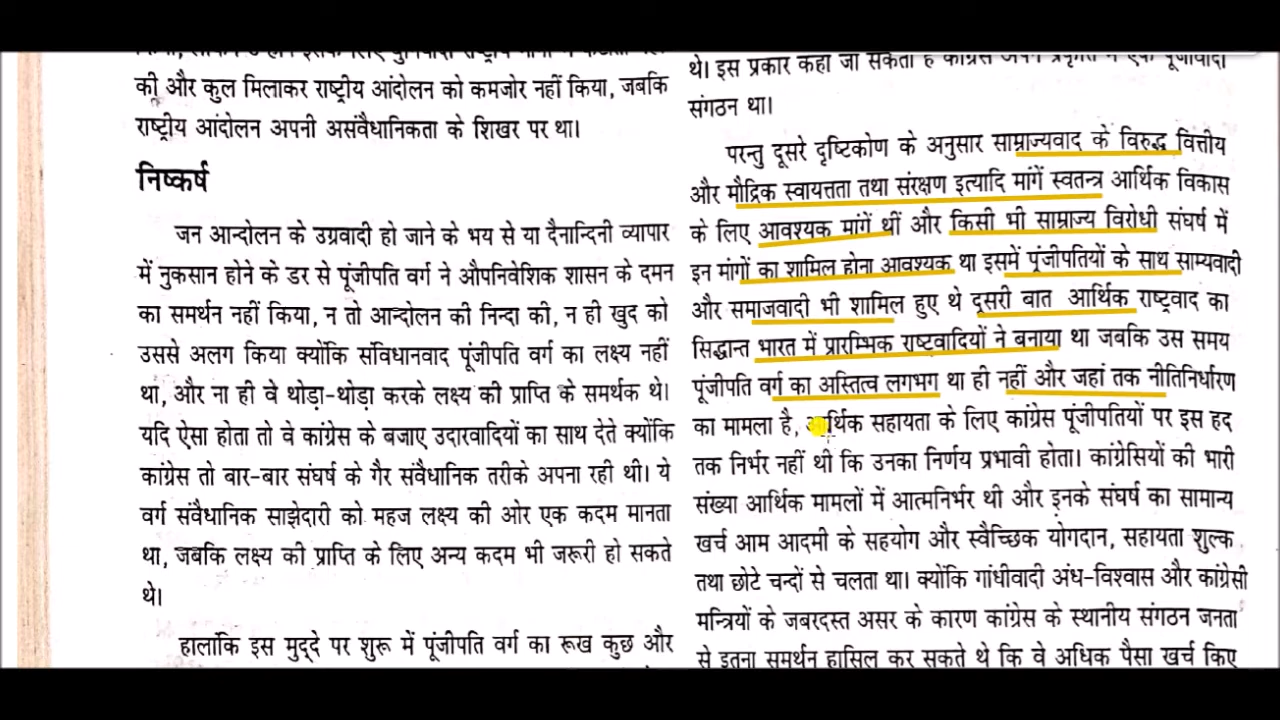 की और कुल मिलाकर राष्ट्रीय आंदोलन को कमजोर नहीं किया, जबकि
राष्ट्रीय आंदोलन अपनी असंवैधानिकता के शिखर पर था।
निष्कर्ष
जन आन्दोलन के उग्रवादी हो जाने के भय से या दैनान्दिनी व्यापार
में नुकसान होने के डर से पूंजीपति वर्ग ने औपनिवेशिक शासन के दमन
का समर्थन नहीं किया, न तो आन्दोलन की निन्दा की, न ही खुद को
उससे अलग किया क्योंकि संविधानवाद पूंजीपति वर्ग का लक्ष्य नहीं
था, और ना ही वे थोड़ा-थोड़ा करके लक्ष्य की प्राप्ति के समर्थक थे।
यदि ऐसा होता तो वे कांग्रेस के बजाए उदारवादियों का साथ देते क्योंकि
कांग्रेस तो बार-बार संघर्ष के गैर संवैधानिक तरीके अपना रही थी। ये
वर्ग संवैधानिक साझेदारी को महज लक्ष्य की ओर एक कदम मानता
था, जबकि लक्ष्य की प्राप्ति के लिए अन्य कदम भी जरूरी हो सकते
थे।
हालांकि इस मुद्दे पर शुरू में पूंजीपति वर्ग का रूख कुछ और
थे। इस प्रकार कहा जा सकता है कांग्रेस अपने प्रकृति में एक पूंजीवादी
संगठन था।
परन्तु दूसरे दृष्टिकोण के अनुसार साम्राज्यवाद के विरुद्ध वित्तीय
और मौद्रिक स्वायत्तता तथा संरक्षण इत्यादि मांगें स्वतन्त्र आर्थिक विकास
के लिए आवश्यक मांगें थीं और किसी भी साम्राज्य विरोधी संघर्ष में
इन मांगों का शामिल होना आवश्यक था इसमें पूंजीपतियों के साथ साम्यवादी
और समाजवादी भी शामिल हुए थे दूसरी बात आर्थिक राष्ट्रवाद का
सिद्धान्त भारत में प्रारम्भिक राष्ट्रवादियों ने बनाया था जबकि उस समय
पूंजीपति वर्ग का अस्तित्व लगभग था ही नहीं और जहां तक नीतिनिर्धारण
का मामला है, आर्थिक सहायता के लिए कांग्रेस पूंजीपतियों पर इस हद
तक निर्भर नहीं थी कि उनका निर्णय प्रभावी होता। कांग्रेसियों की भारी
संख्या आर्थिक मामलों में आत्मनिर्भर थी और इनके संघर्ष का सामान्य
खर्च आम आदमी के सहयोग और स्वैच्छिक योगदान, सहायता शुल्क
तथा छोटे चन्दों से चलता था। क्योंकि गांधीवादी अंध-विश्वास और कांग्रेसी
मन्त्रियों के जबरदस्त असर के कारण कांग्रेस के स्थानीय संगठन जनता
से इतना समर्थन हासिल कर सकते थे कि वे अधिक पैसा खर्च किए